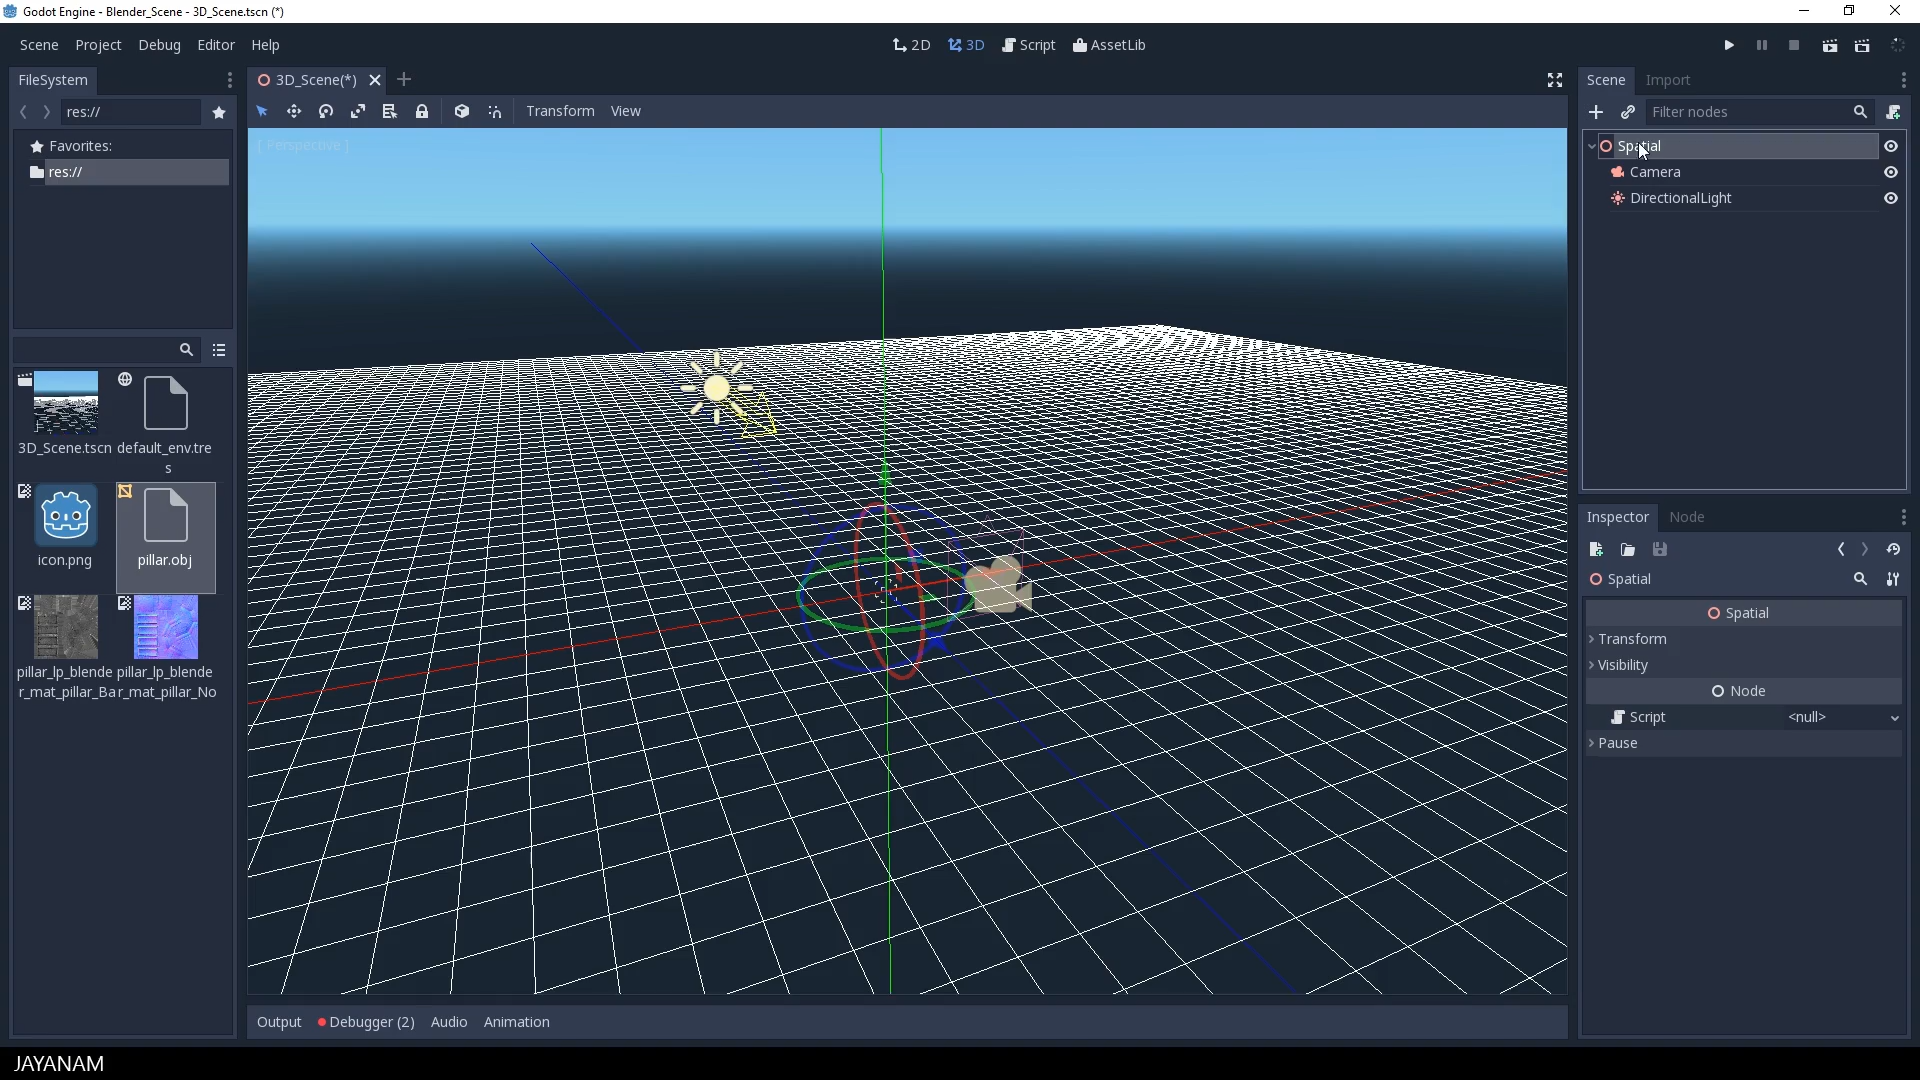 Godot Engine - Blender_Scene - 3D_Scene.tscn (*)
Scene Project Debug Editor Help
2D 3D Script AssetLib
FileSystem
res://
Favorites:
res://
3D_Scene.tscn
default_env.tre
s
icon.png
pillar.obj
pillar_lp_blende
r_mat_pillar_Ba
pillar_lp_blende
r_mat_pillar_No
3D_Scene(*)
Transform View
[ Perspective ]
Output Debugger (2) Audio Animation
Scene Import
Filter nodes
Spatial
Camera
DirectionalLight
Inspector Node
Spatial
Spatial
Transform
Visibility
Node
Script <null>
Pause
JAYANAM